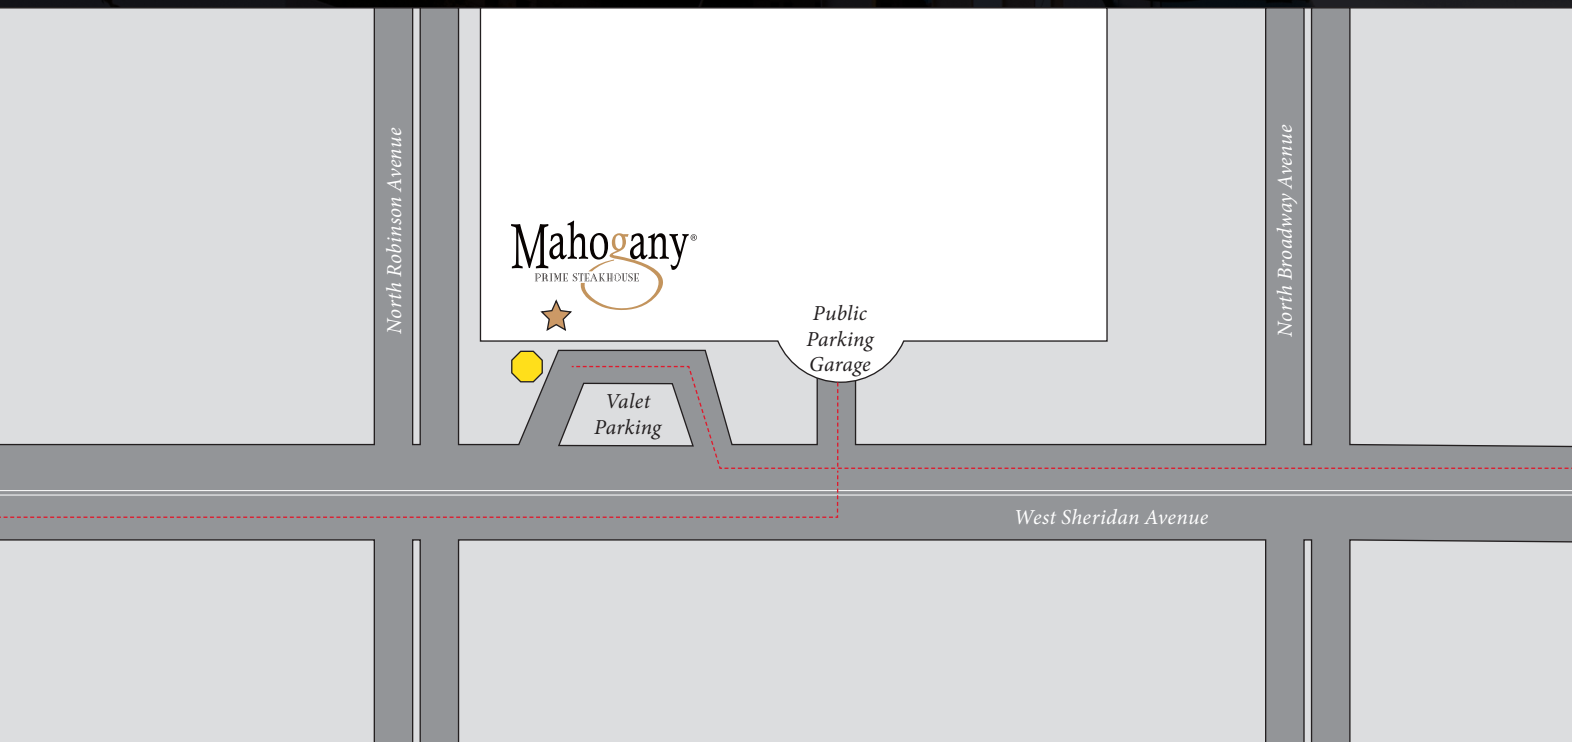 North Robinson Avenue
North Broadway Avenue
Mahogany®
PRIME STEAKHOUSE
Public
Parking
Garage
Valet
Parking
West Sheridan Avenue